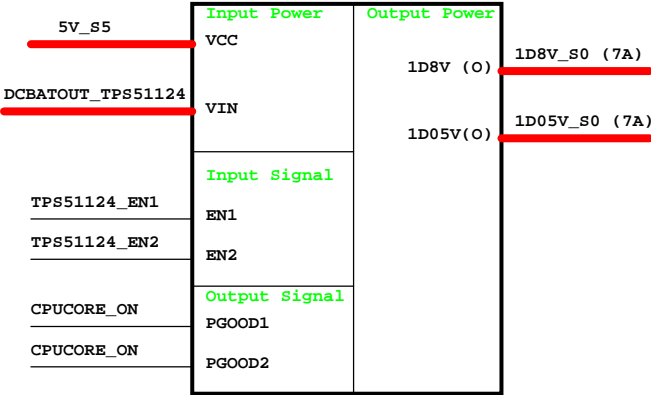 Input Power
Output Power
5V_S5
VCC
1D8V (O)
1D8V_S0 (7A)
DCBATOUT_TPS51124
VIN
1D05V(O)
1D05V_S0 (7A)
Input Signal
TPS51124_EN1
EN1
TPS51124_EN2
EN2
Output Signal
CPUCORE_ON
PGOOD1
CPUCORE_ON
PGOOD2